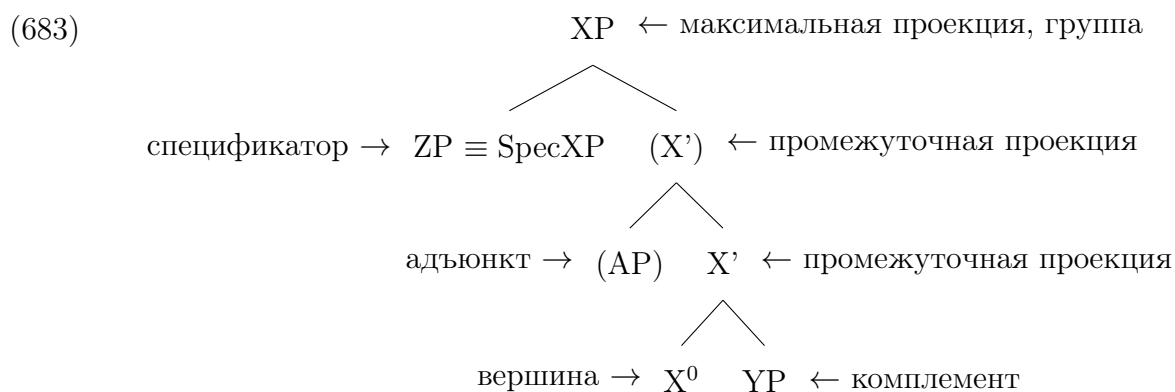 (683) XP ← максимальная проекция, группа
спецификатор → ZP ≡ SpecXP (X’) ← промежуточная проекция
адъюнкт → (AP) X’ ← промежуточная проекция
вершина → X⁰ YP ← комплемент